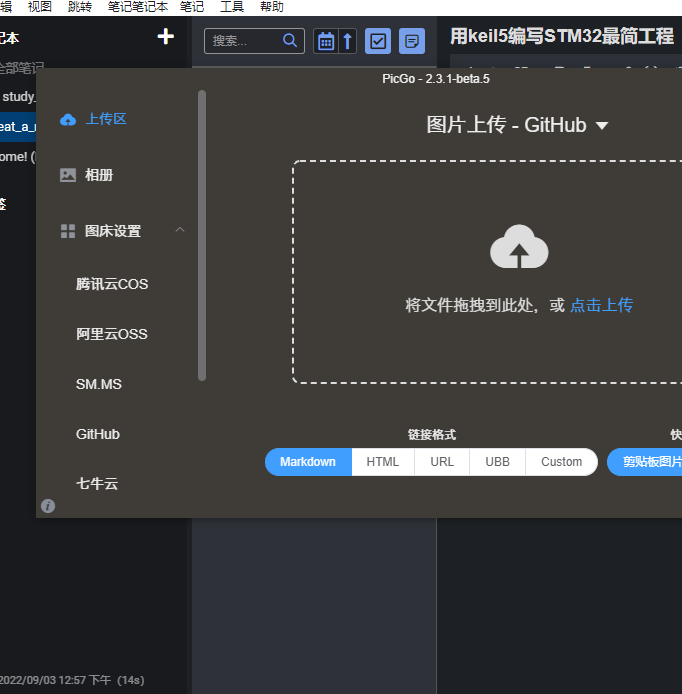 辑 视图 跳转 笔记笔记本 笔记 工具 帮助
记本
搜索...
用keil5编写STM32最简工程
全部笔记
study_
eat_a_
ome! (
签
PicGo - 2.3.1-beta.5
上传区
相册
图床设置
腾讯云COS
阿里云OSS
SM.MS
GitHub
七牛云
图片上传 - GitHub
将文件拖拽到此处，或 点击上传
链接格式
快
Markdown HTML URL UBB Custom
剪贴板图片
2022/09/03 12:57 下午 (14s)